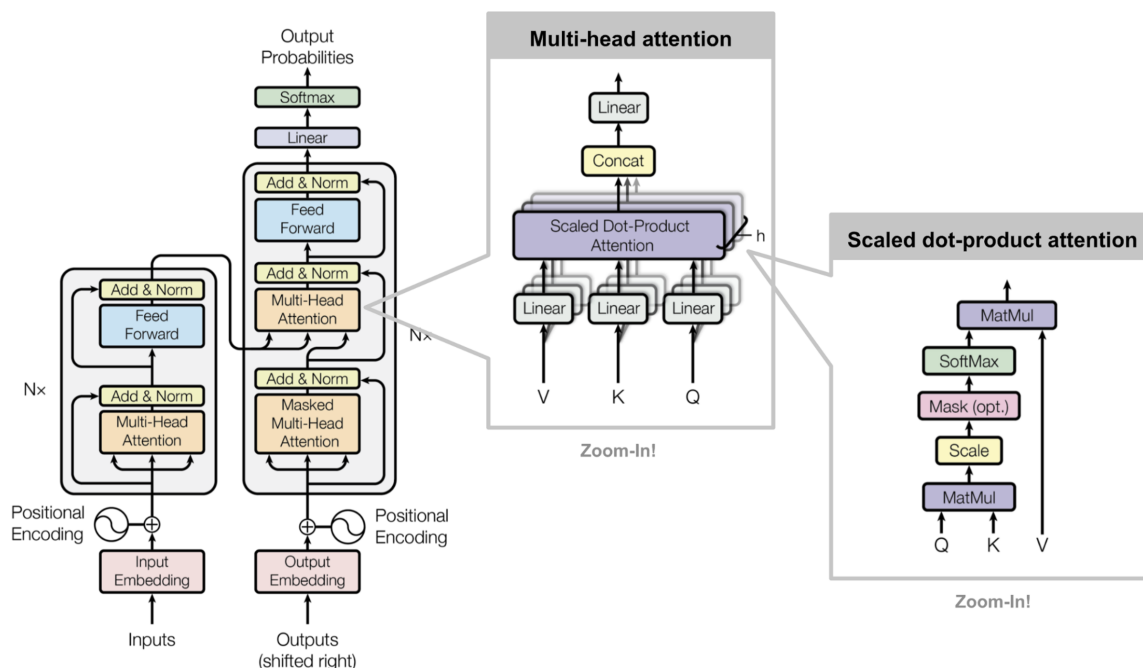 Output
Probabilities
Softmax
Linear
Add & Norm
Feed
Forward
Add & Norm
Multi-Head
Attention
Nx
Add & Norm
Masked
Multi-Head
Attention
Positional
Encoding
Output
Embedding
Outputs
(shifted right)
Add & Norm
Feed
Forward
Nx
Add & Norm
Multi-Head
Attention
Positional
Encoding
Input
Embedding
Inputs
Multi-head attention
Linear
Concat
Scaled Dot-Product
Attention
h
Linear Linear Linear
V K Q
Zoom-In!
Scaled dot-product attention
MatMul
SoftMax
Mask (opt.)
Scale
MatMul
Q K V
Zoom-In!